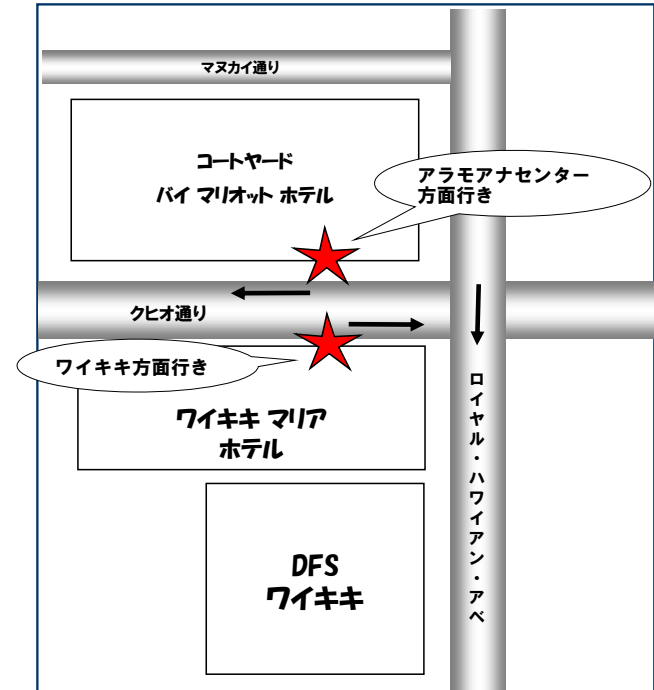 マヌカイ通り
コートヤード
バイ マリオット ホテル
アラモアナセンター
方面行き
クヒオ通り
ワイキキ方面行き
ワイキキ マリア
ホテル
ロイヤル・ハワイアン・アベ
DFS
ワイキキ